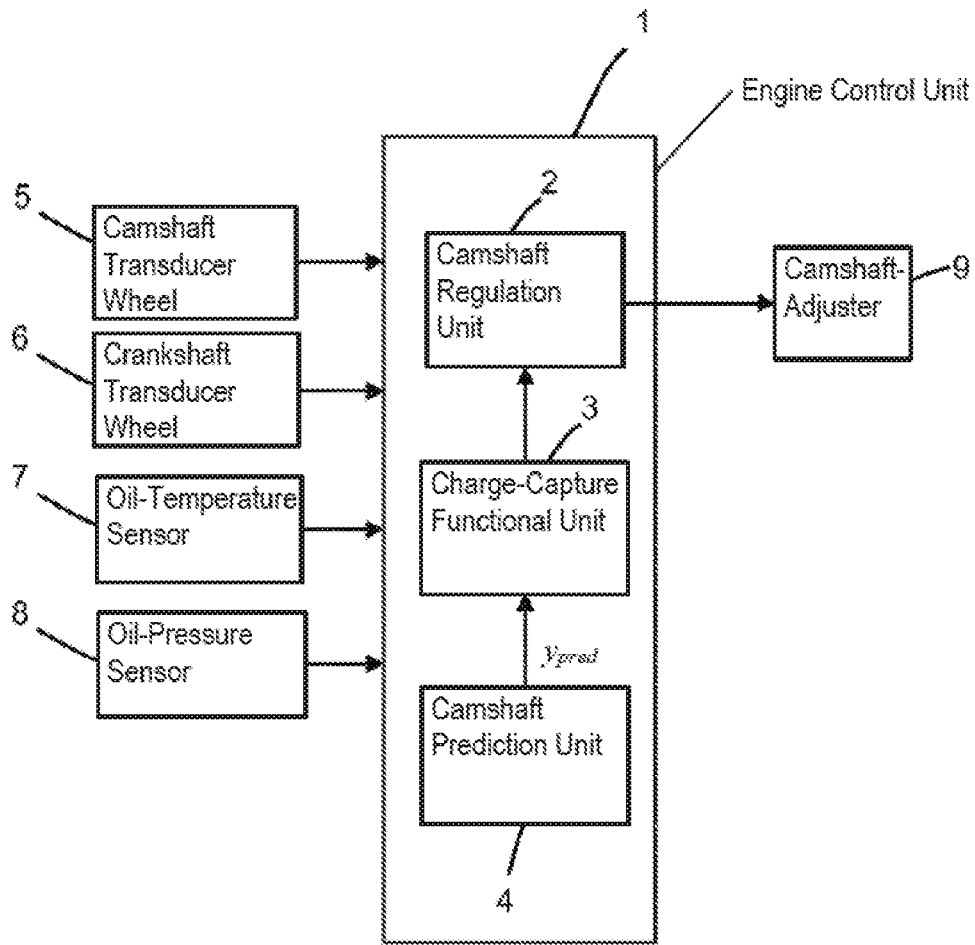 1
Engine Control Unit
5
Camshaft
Transducer
Wheel
2
Camshaft
Regulation
Unit
Camshaft-
Adjuster
9
6
Crankshaft
Transducer
Wheel
3
Charge-Capture
Functional Unit
7
Oil-Temperature
Sensor
8
Oil-Pressure
Sensor
ypred
Camshaft
Prediction Unit
4